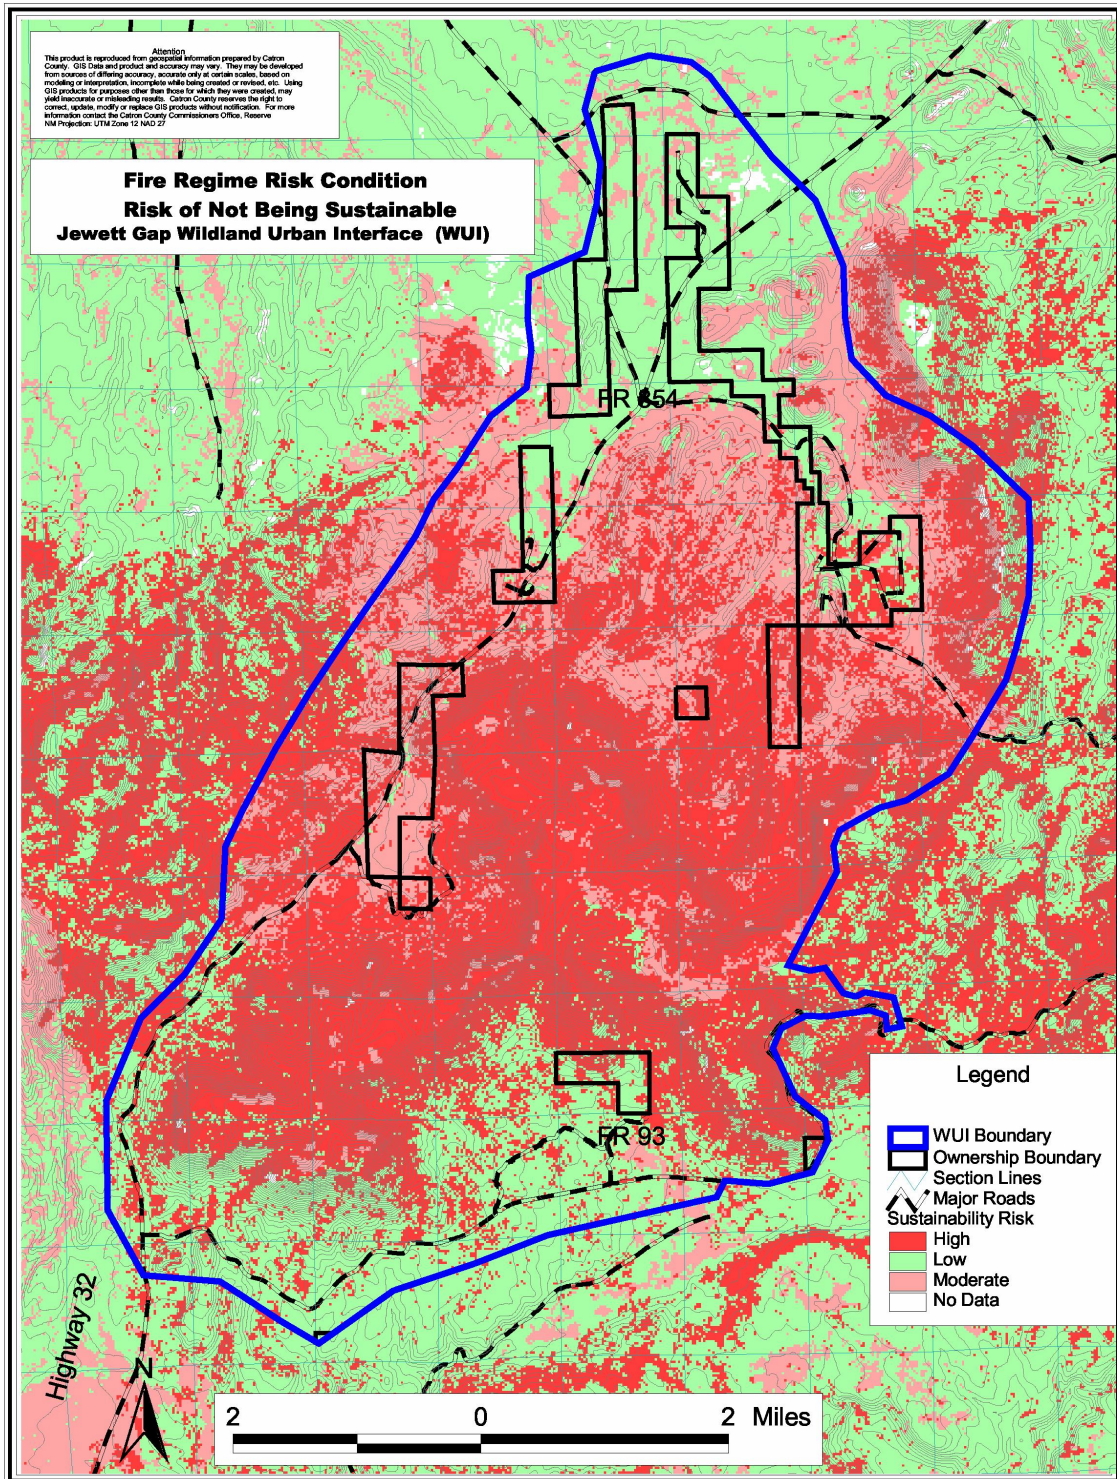 Attention
This product is reproduced from geospatial information prepared by Catron
County. GIS Data and product and accuracy may vary. They may be developed
from sources of differing accuracy, accurate only at certain scales, based on
modeling or interpretation, incomplete while being created or revised, etc. Using
GIS products for purposes other than those for which they were created, may
yield inaccurate or misleading results. Catron County reserves the right to
correct, update, modify or replace GIS products without notification. For more
information contact the Catron County Commissioners Office, Reserve
NM Projection: UTM Zone 12 NAD 27
Fire Regime Risk Condition
Risk of Not Being Sustainable
Jewett Gap Wildland Urban Interface (WUI)
FR 854
FR 93
Legend
WUI Boundary
Ownership Boundary
Section Lines
Major Roads
Sustainability Risk
High
Low
Moderate
No Data
Highway 32
N
2 0 2 Miles